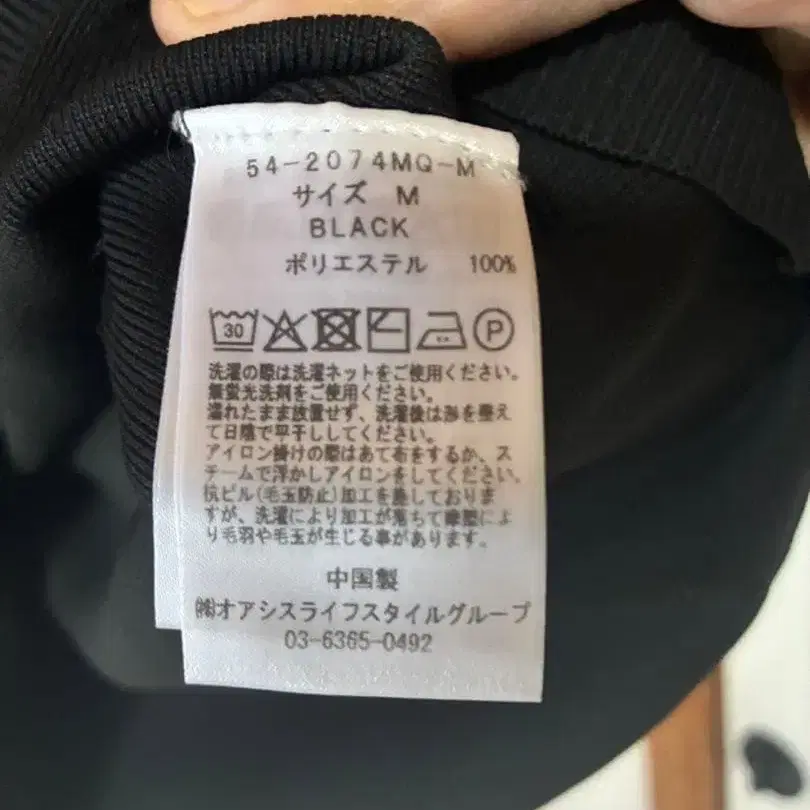 54-2074MQ-M
サイズ M
BLACK
ポリエステル 100%
30 P
洗濯の際は洗濯ネットをご使用ください。
無蛍光洗剤をご使用ください。
濡れたまま放置せず、洗濯後は形を整え
て日陰で平干ししてください。
アイロン掛けの際はあて布をするか、ス
チームで浮かしアイロンをしてください。
抗ピル(毛玉防止)加工を施しておりま
すが、洗濯により加工が落ちて摩擦によ
り毛羽や毛玉が生じる事があります。
中国製
㈱オアシスライフスタイルグループ
03-6365-0492